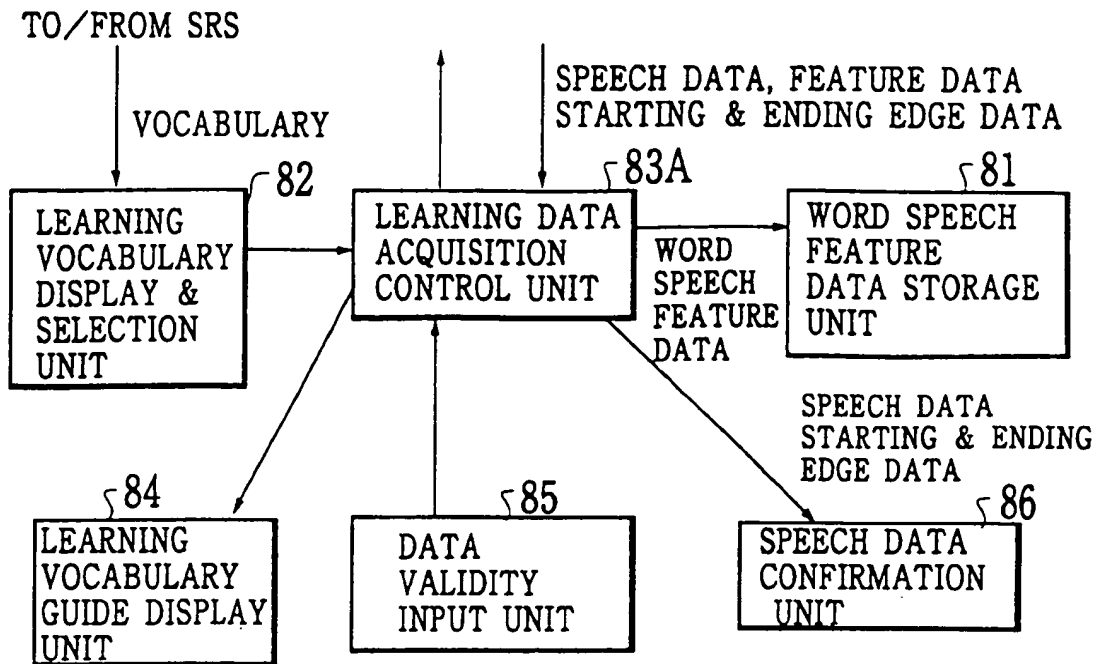 TO/FROM SRS
VOCABULARY
SPEECH DATA, FEATURE DATA
STARTING & ENDING EDGE DATA
82
LEARNING
VOCABULARY
DISPLAY &
SELECTION
UNIT
83A
LEARNING DATA
ACQUISITION
CONTROL UNIT
WORD
SPEECH
FEATURE
DATA
81
WORD SPEECH
FEATURE
DATA STORAGE
UNIT
SPEECH DATA
STARTING & ENDING
EDGE DATA
84
LEARNING
VOCABULARY
GUIDE DISPLAY
UNIT
85
DATA
VALIDITY
INPUT UNIT
86
SPEECH DATA
CONFIRMATION
UNIT